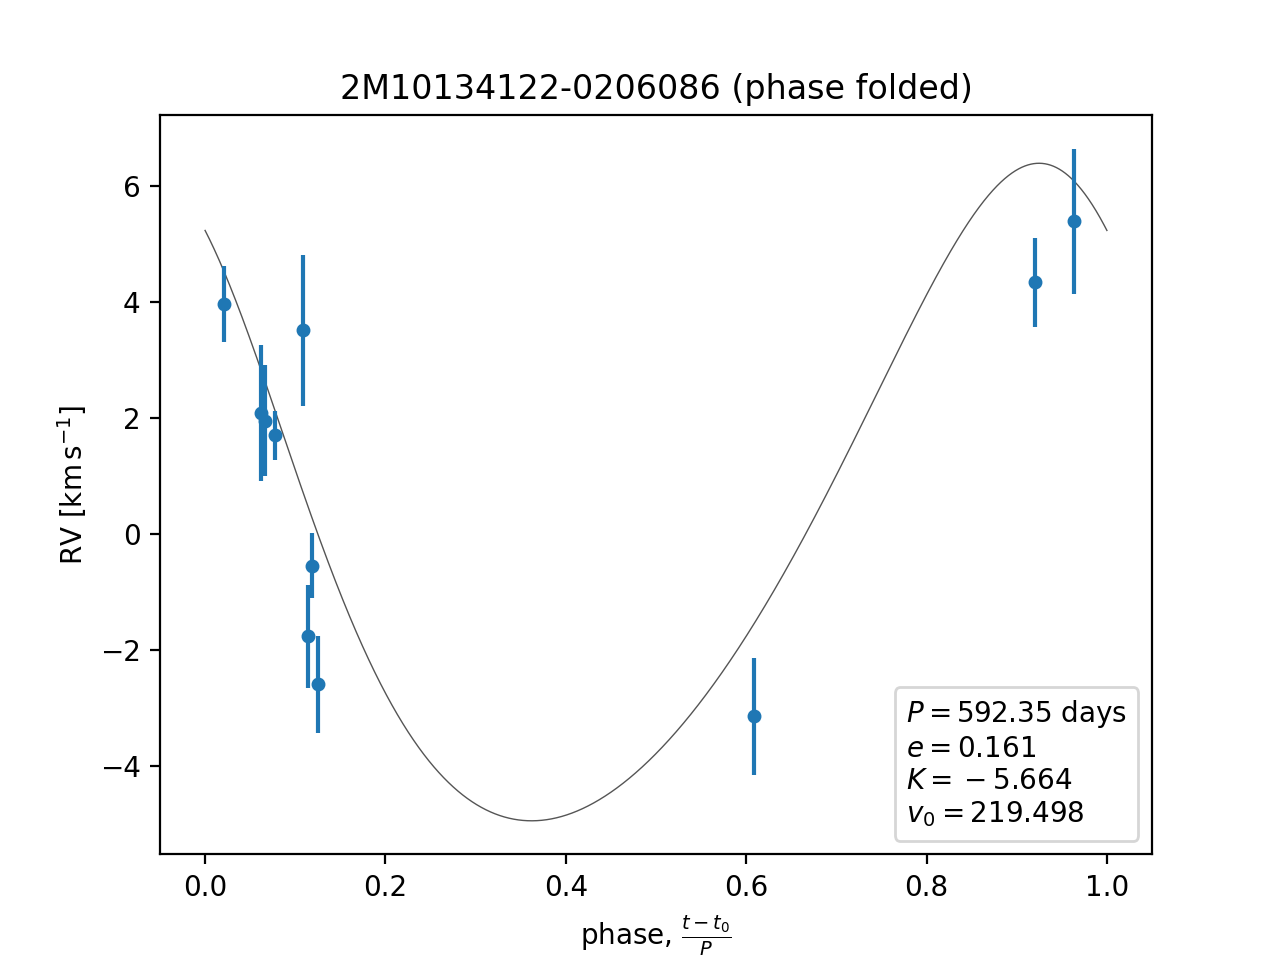 2M10134122-0206086 (phase folded)
RV [km s⁻¹]
6
4
2
0
−2
−4
P = 592.35 days
e = 0.161
K = − 5.664
v₀ = 219.498
0.0 0.2 0.4 0.6 0.8 1.0
phase, (t − t₀)/P